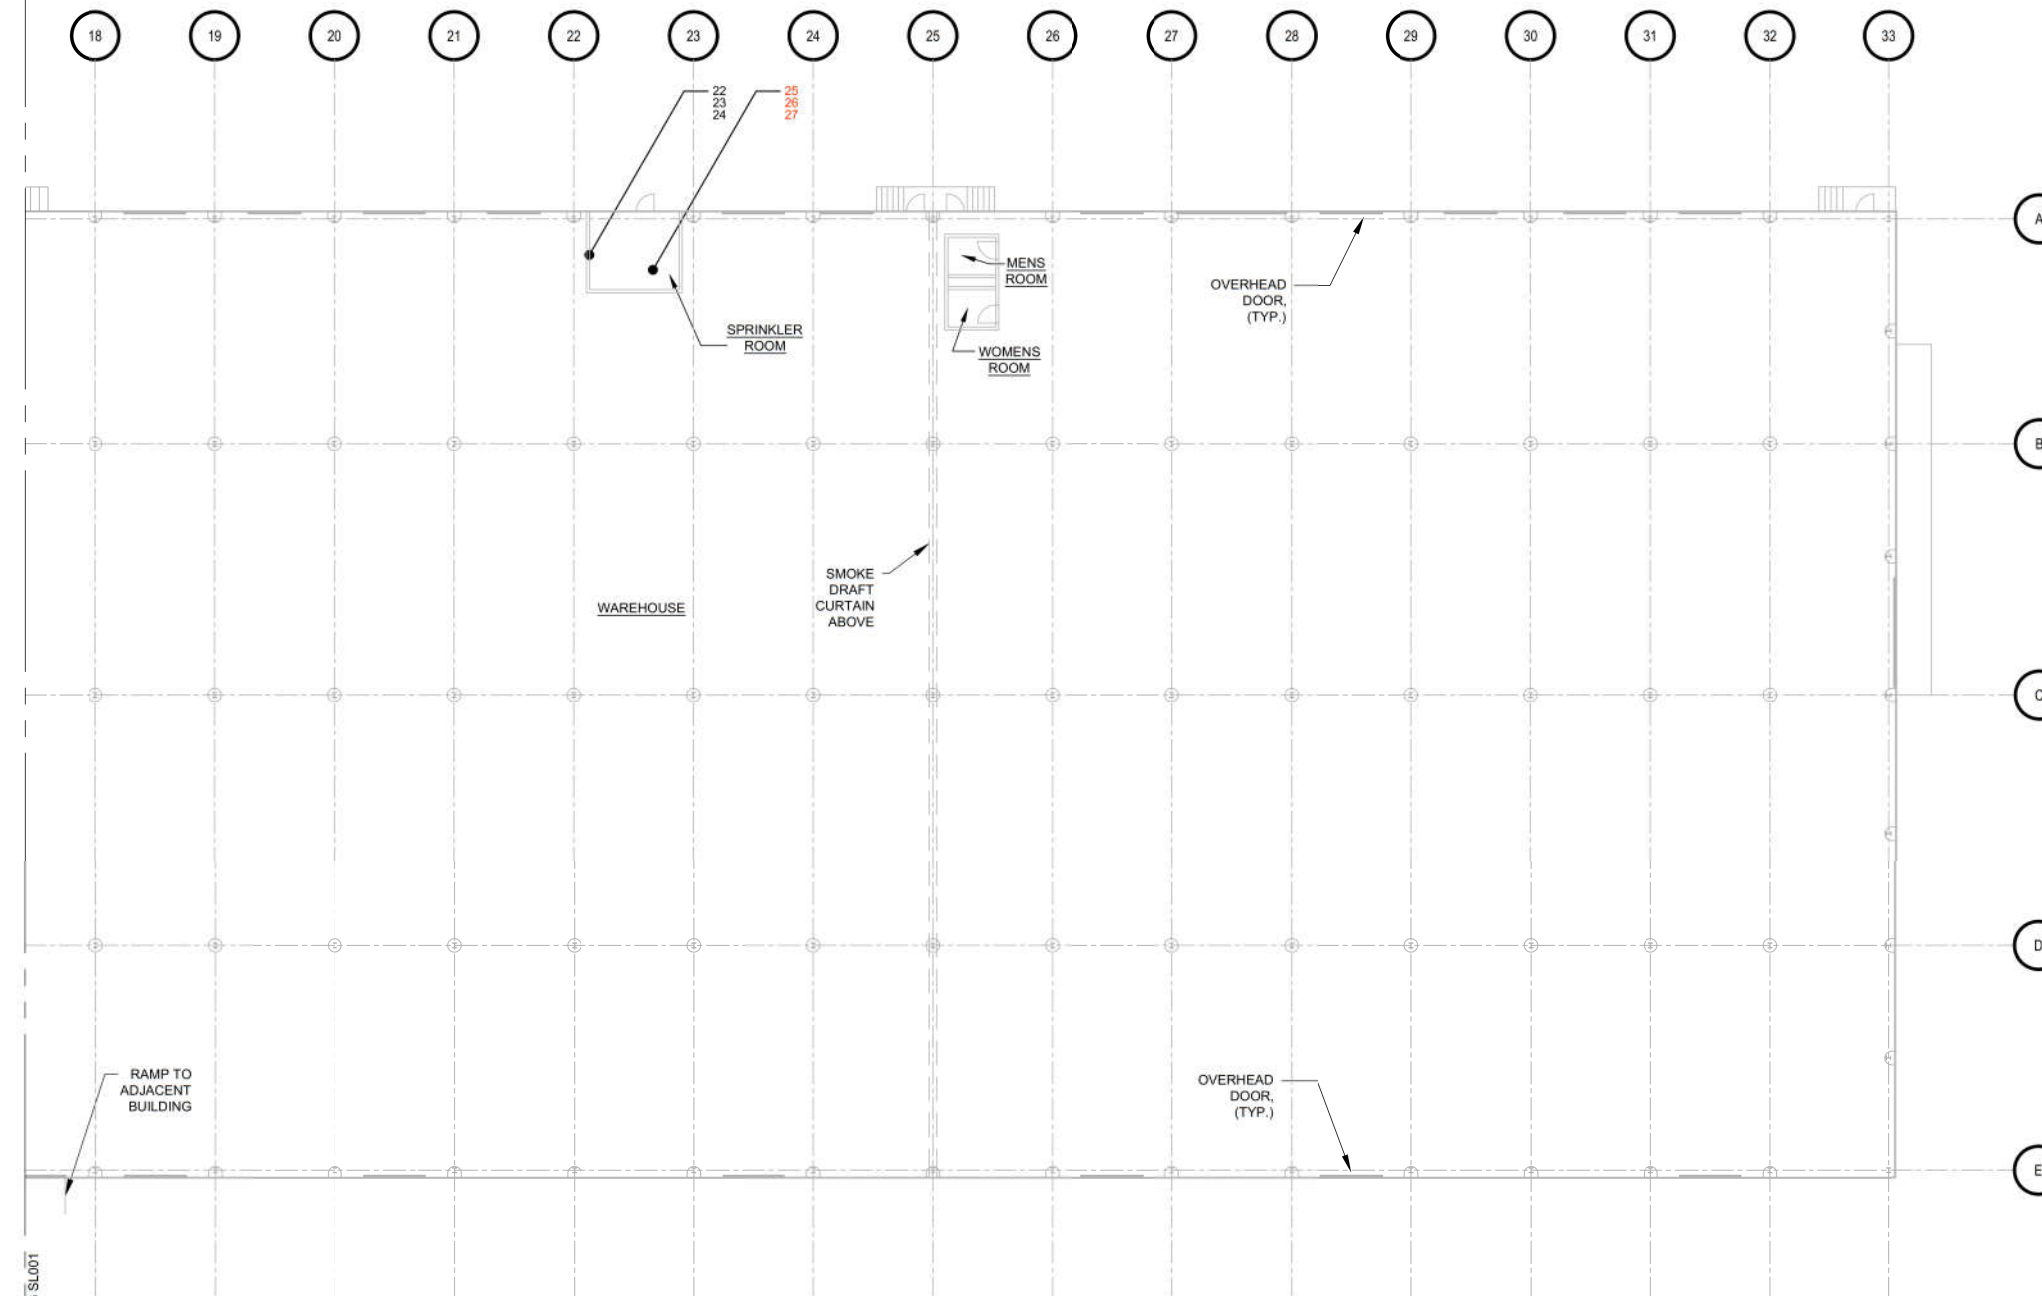 18 19 20 21 22 23 24 25 26 27 28 29 30 31 32 33
22 25
23 26
24 27
A
MENS
ROOM
OVERHEAD
DOOR,
(TYP.)
SPRINKLER
ROOM
WOMENS
ROOM
B
SMOKE
DRAFT
CURTAIN
ABOVE
WAREHOUSE
C
D
RAMP TO
ADJACENT
BUILDING
OVERHEAD
DOOR,
(TYP.)
E
SL001